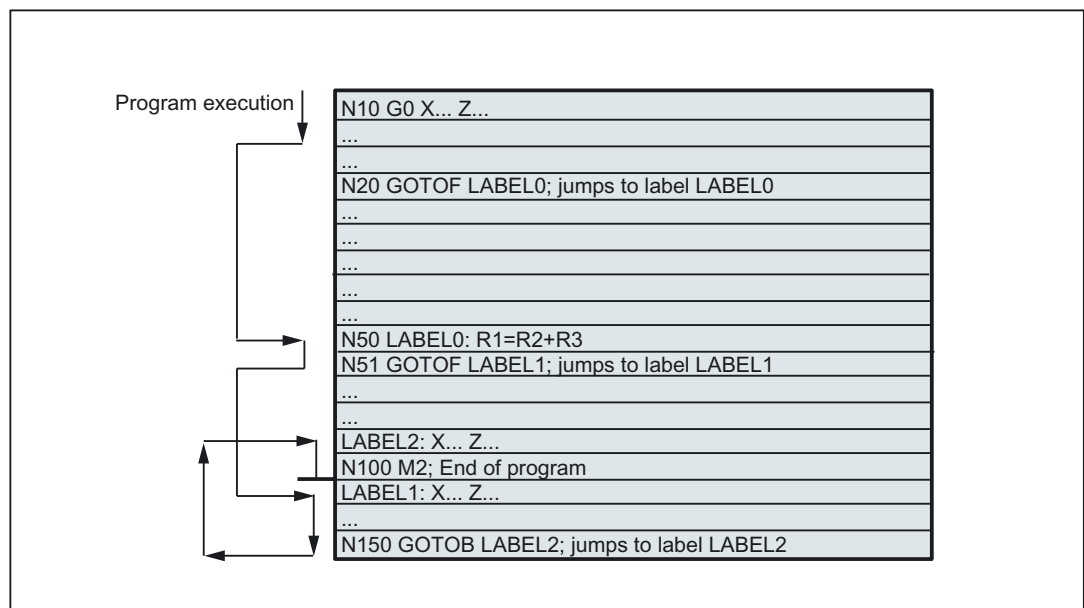 Program execution
N10 G0 X... Z...
...
...
N20 GOTOF LABEL0; jumps to label LABEL0
...
...
...
...
...
N50 LABEL0: R1=R2+R3
N51 GOTOF LABEL1; jumps to label LABEL1
...
...
LABEL2: X... Z...
N100 M2; End of program
LABEL1: X... Z...
...
N150 GOTOB LABEL2; jumps to label LABEL2